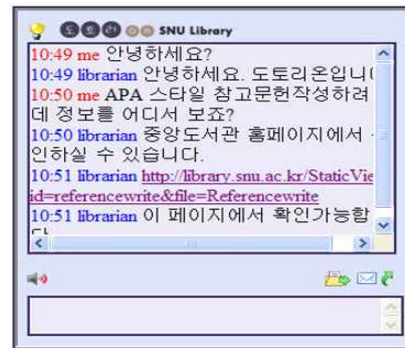 도토리 ㅇㅇ SNU Library
10:49 me 안녕하세요?
10:49 librarian 안녕하세요. 도토리온입니
10:50 me APA 스타일 참고문헌작성하려
데 정보를 어디서 보죠?
10:50 librarian 중앙도서관 홈페이지에서
인하실 수 있습니다.
10:51 librarian http://library.snu.ac.kr/StaticVie
id=referencewrite&file=Referencewrite
10:51 librarian 이 페이지에서 확인가능합